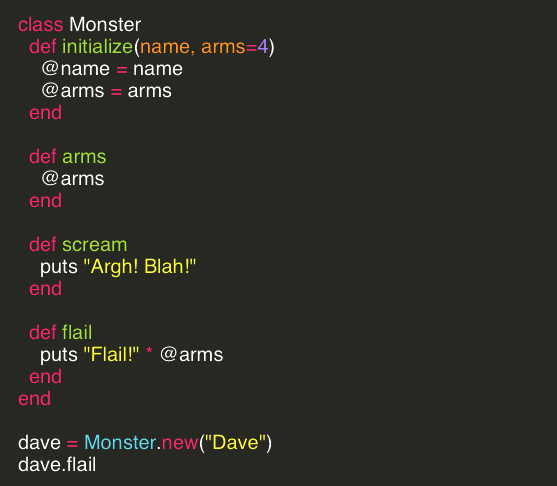 class Monster
  def initialize(name, arms=4)
    @name = name
    @arms = arms
  end

  def arms
    @arms
  end

  def scream
    puts "Argh! Blah!"
  end

  def flail
    puts "Flail!" * @arms
  end
end

dave = Monster.new("Dave")
dave.flail